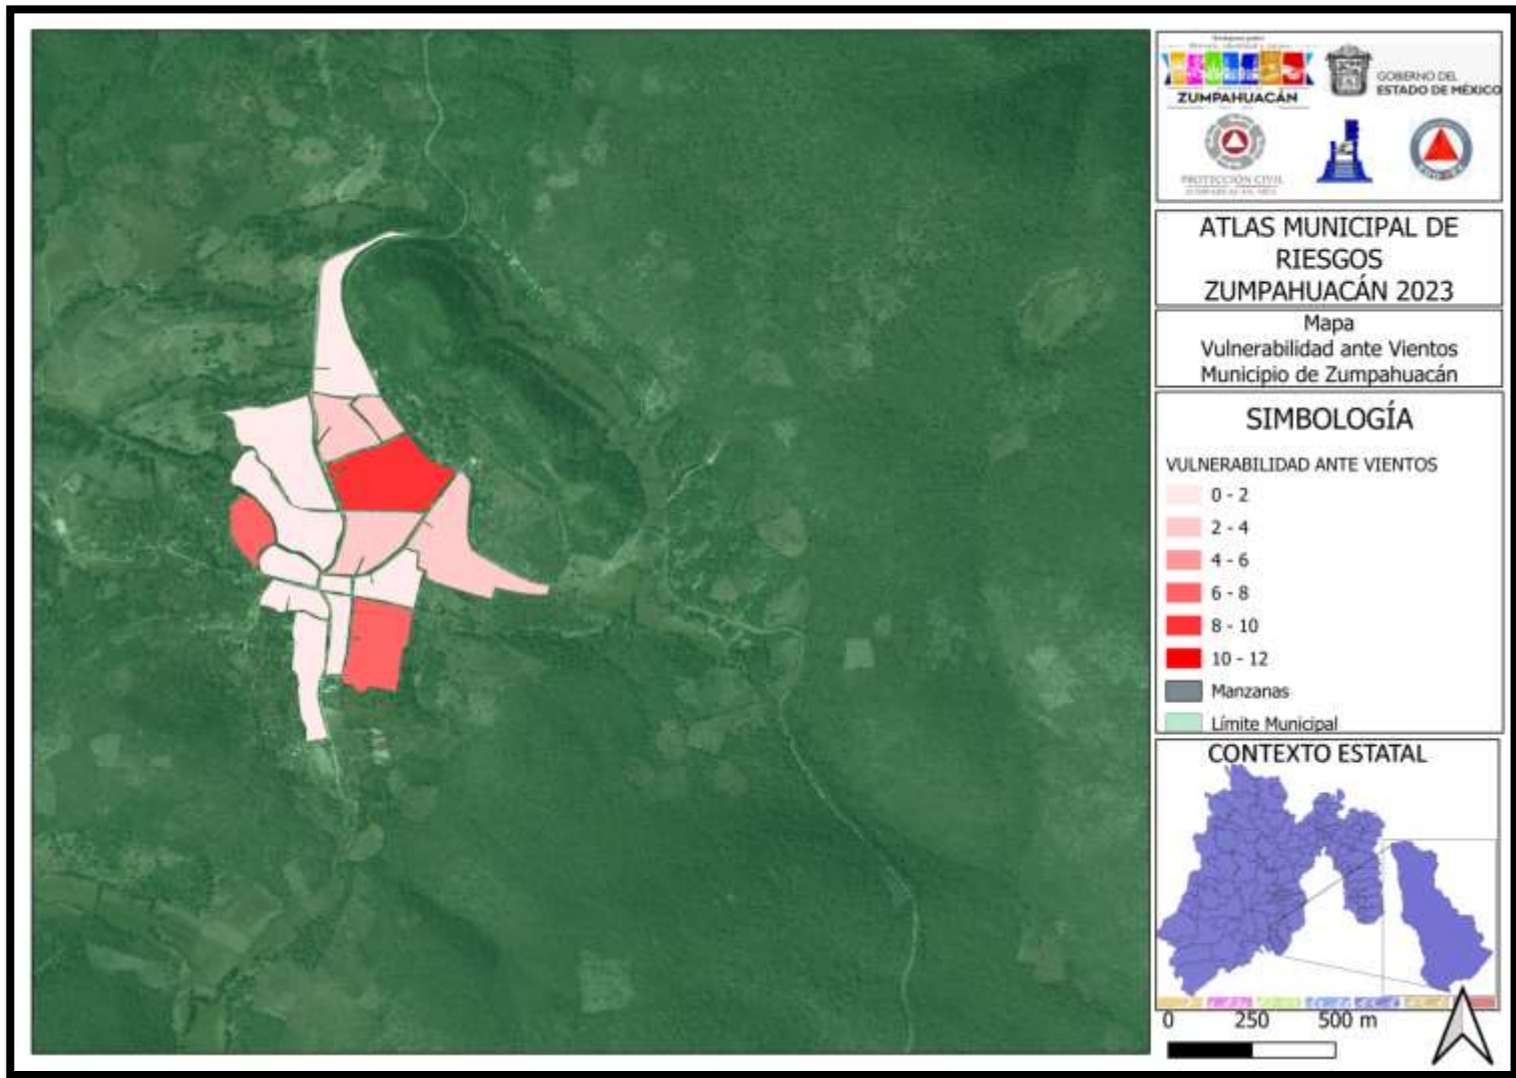 ZUMPAHUACÁN
GOBIERNO DEL
ESTADO DE MÉXICO
PROTECCIÓN CIVIL
ATLAS MUNICIPAL DE
RIESGOS
ZUMPAHUACÁN 2023
Mapa
Vulnerabilidad ante Vientos
Municipio de Zumpahuacán
SIMBOLOGÍA
VULNERABILIDAD ANTE VIENTOS
0 - 2
2 - 4
4 - 6
6 - 8
8 - 10
10 - 12
Manzanas
Límite Municipal
CONTEXTO ESTATAL
0 250 500 m